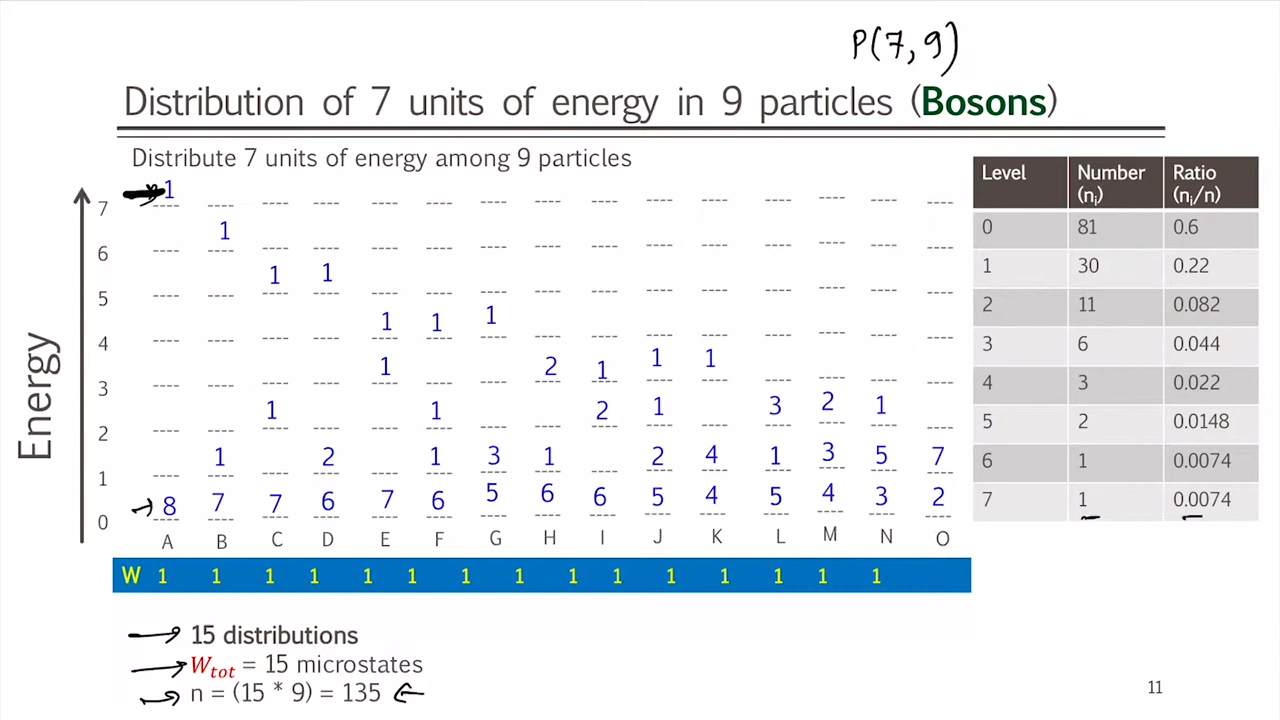 P(7,9)
Distribution of 7 units of energy in 9 particles (Bosons)
Distribute 7 units of energy among 9 particles
Energy
1
7
1
6
1 1
5
1 1 1
4
1 2 1 1 1
3
1 1 2 1 3 2 1
2
1 2 1 3 1 2 4 1 3 5 7
1
8 7 7 6 7 6 5 6 6 5 4 5 4 3 2
0
A B C D E F G H I J K L M N O
W 1 1 1 1 1 1 1 1 1 1 1 1 1 1
Level Number (nᵢ) Ratio (nᵢ/n)
0 81 0.6
1 30 0.22
2 11 0.082
3 6 0.044
4 3 0.022
5 2 0.0148
6 1 0.0074
7 1 0.0074
15 distributions
Wtot = 15 microstates
n = (15 * 9) = 135
11